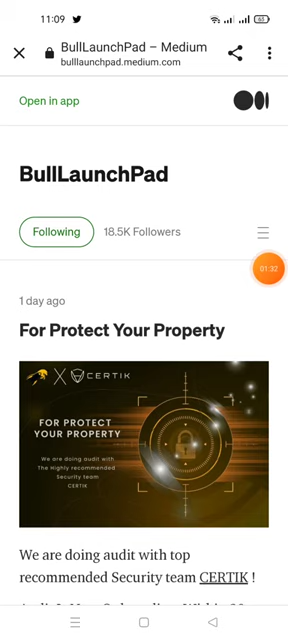 11:09
63
BullLaunchPad – Medium
bulllaunchpad.medium.com
Open in app
BullLaunchPad
Following
18.5K Followers
01:32
1 day ago
For Protect Your Property
X CERTIK
FOR PROTECT
YOUR PROPERTY
We are doing audit with
The Highly recommended
Security team
CERTIK
We are doing audit with top
recommended Security team CERTIK !